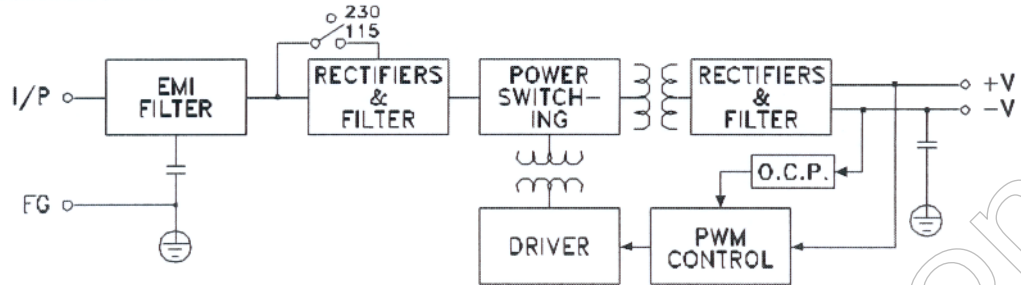 230
115
I/P
EMI
FILTER
RECTIFIERS
&
FILTER
POWER
SWITCH-
ING
RECTIFIERS
&
FILTER
+V
-V
O.C.P.
FG
DRIVER
PWM
CONTROL